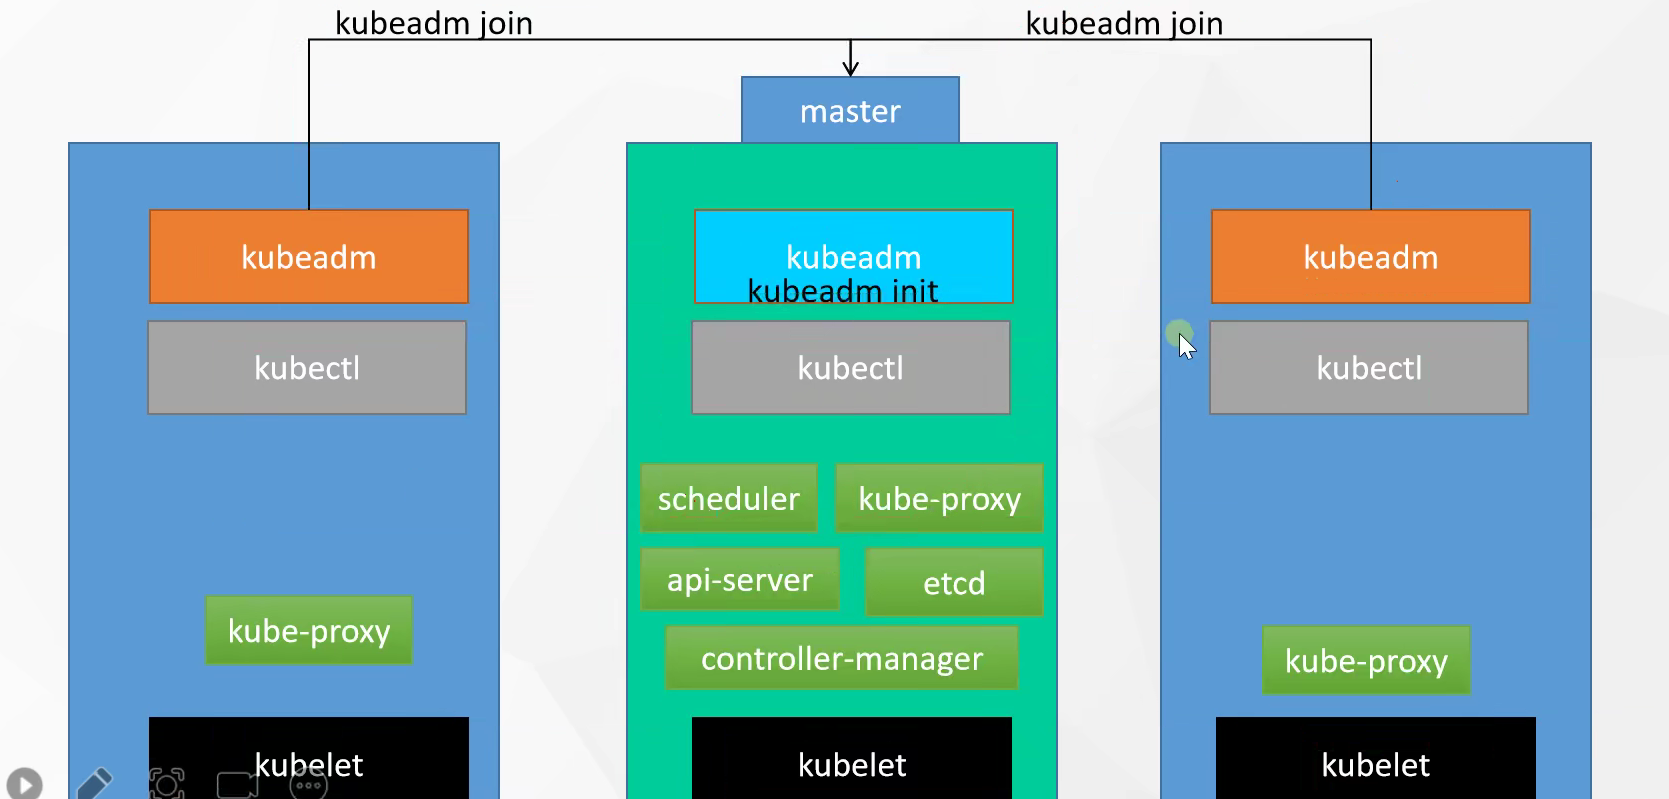 kubeadm join
kubeadm join
master
kubeadm
kubectl
kube-proxy
kubelet
kubeadm
kubeadm init
kubectl
scheduler
kube-proxy
api-server
etcd
controller-manager
kubelet
kubeadm
kubectl
kube-proxy
kubelet